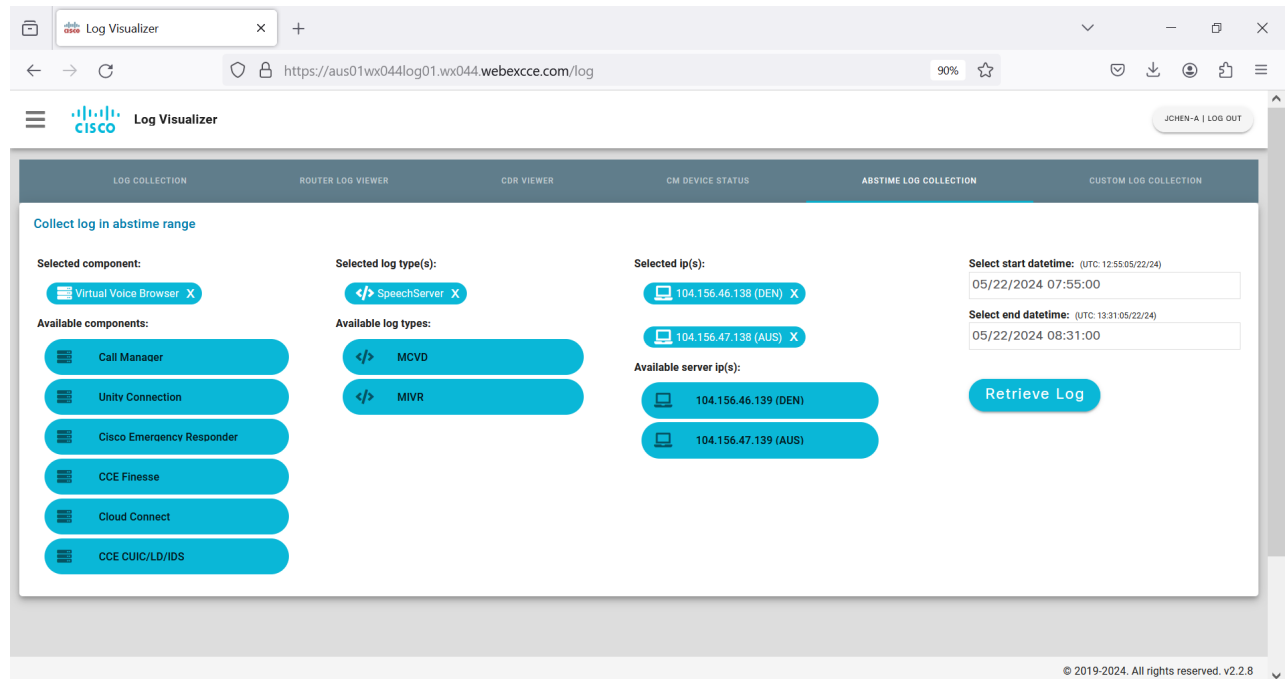 Log Visualizer
https://aus01wx044log01.wx044.webexcce.com/log
90%
CISCO
Log Visualizer
JCHEN-A | LOG OUT
LOG COLLECTION
ROUTER LOG VIEWER
CDR VIEWER
CM DEVICE STATUS
ABSTIME LOG COLLECTION
CUSTOM LOG COLLECTION
Collect log in abstime range
Selected component:
Virtual Voice Browser X
Available components:
Call Manager
Unity Connection
Cisco Emergency Responder
CCE Finesse
Cloud Connect
CCE CUIC/LD/IDS
Selected log type(s):
</> SpeechServer X
Available log types:
</> MCVD
</> MIVR
Selected ip(s):
104.156.46.138 (DEN) X
104.156.47.138 (AUS) X
Available server ip(s):
104.156.46.139 (DEN)
104.156.47.139 (AUS)
Select start datetime: (UTC: 12:55:05/22/24)
05/22/2024 07:55:00
Select end datetime: (UTC: 13:31:05/22/24)
05/22/2024 08:31:00
Retrieve Log
© 2019-2024. All rights reserved. v2.2.8